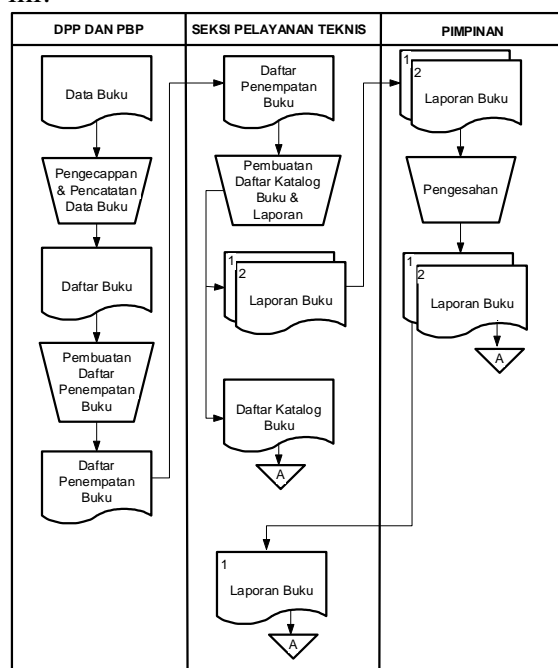 ini.
DPP DAN PBP
SEKSI PELAYANAN TEKNIS
PIMPINAN
Data Buku
Pengecappan
& Pencatatan
Data Buku
Daftar Buku
Pembuatan
Daftar
Penempatan
Buku
Daftar
Penempatan
Buku
Daftar
Penempatan
Buku
Pembuatan
Daftar Katalog
Buku &
Laporan
1
2
Laporan Buku
Daftar Katalog
Buku
A
1
Laporan Buku
A
1
2
Laporan Buku
Pengesahan
1
2
Laporan Buku
A